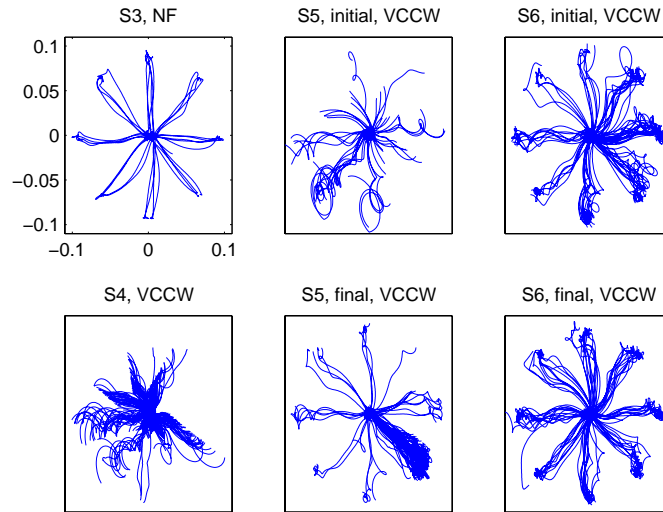 S3, NF
S5, initial, VCCW
S6, initial, VCCW
0.1
0.05
0
−0.05
−0.1
−0.1
0
0.1
S4, VCCW
S5, final, VCCW
S6, final, VCCW